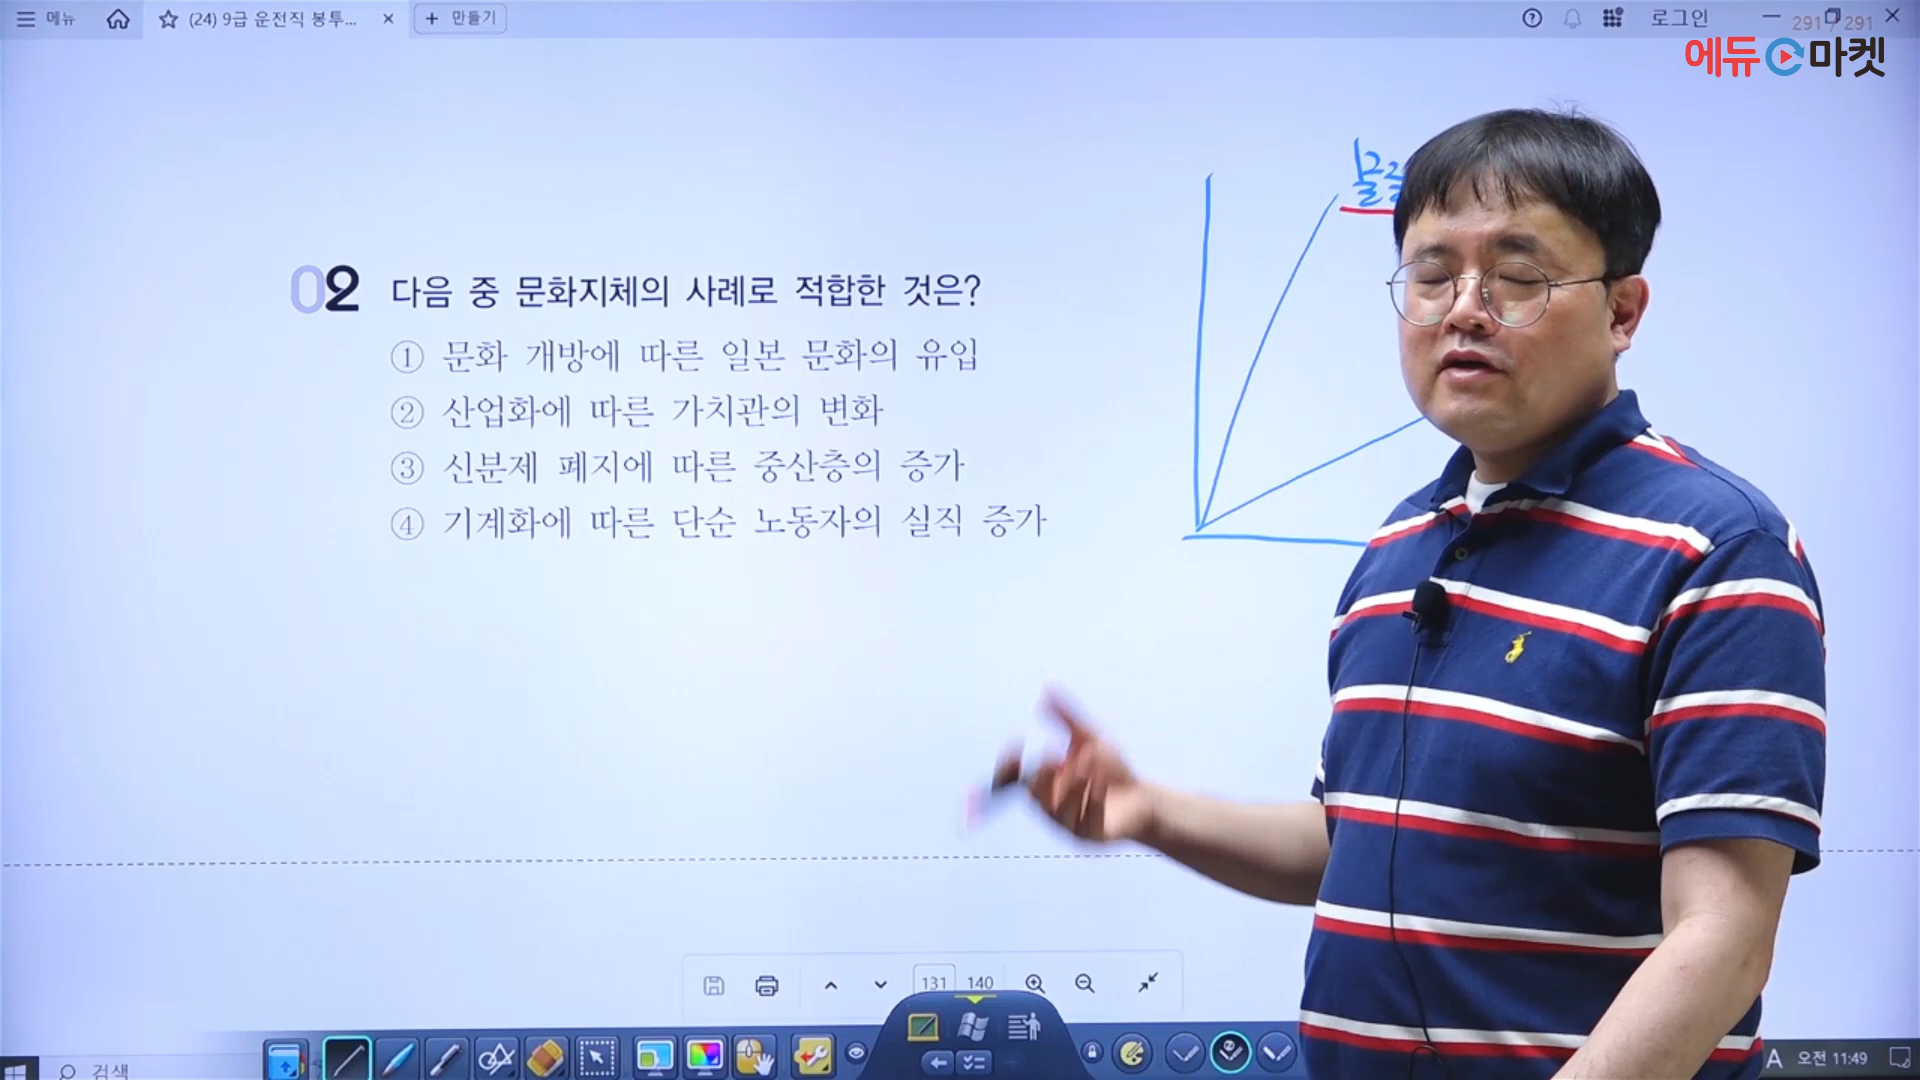 메뉴
(24) 9급 운전직 봉투...
+ 만들기
로그인
291 / 291
에듀마켓
02 다음 중 문화지체의 사례로 적합한 것은?
① 문화 개방에 따른 일본 문화의 유입
② 산업화에 따른 가치관의 변화
③ 신분제 폐지에 따른 중산층의 증가
④ 기계화에 따른 단순 노동자의 실직 증가
131 140
검색
A 오전 11:49